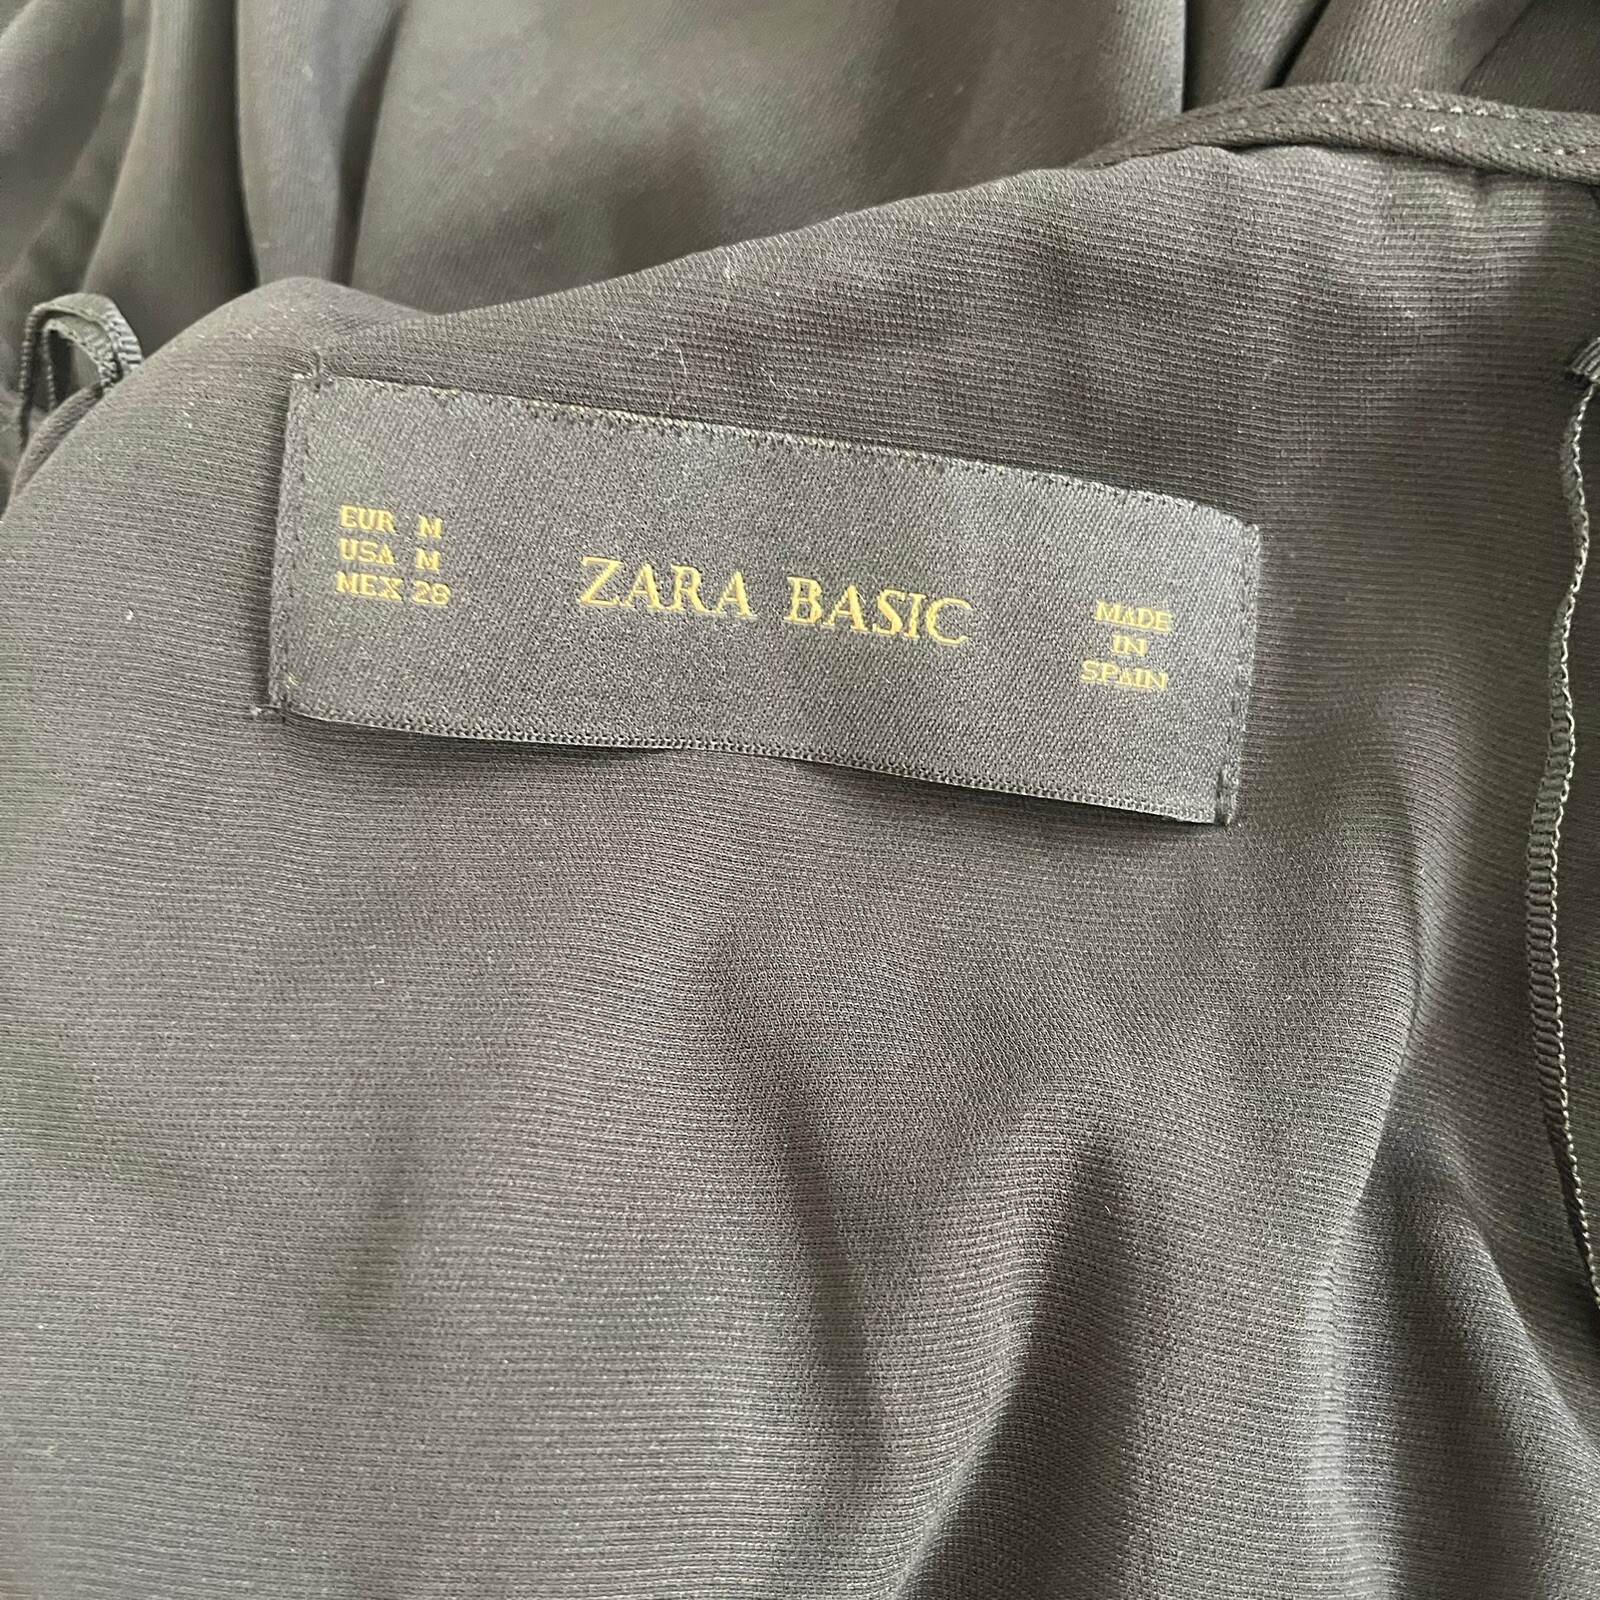 EUR M
USA M
MEX 28
ZARA BASIC
MADE
IN
SPAIN